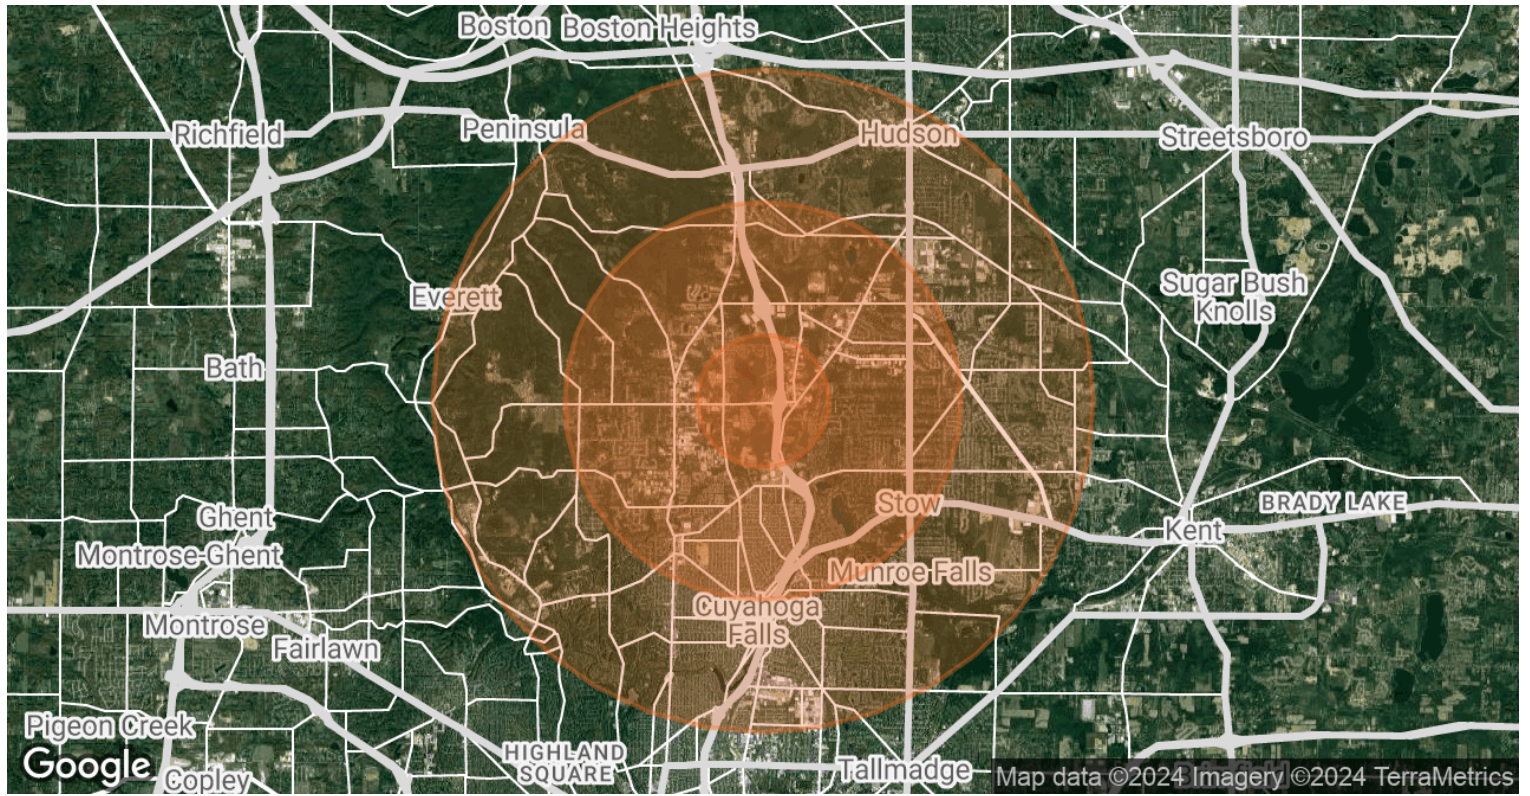 Boston
Boston Heights
Richfield
Peninsula
Hudson
Streetsboro
Everett
Sugar Bush
Knolls
Bath
Ghent
Stow
BRADY LAKE
Kent
Montrose-Ghent
Munroe Falls
Cuyahoga
Falls
Montrose
Fairlawn
Pigeon Creek
HIGHLAND
SQUARE
Google
Copley
Tallmadge
Map data ©2024 Imagery ©2024 TerraMetrics